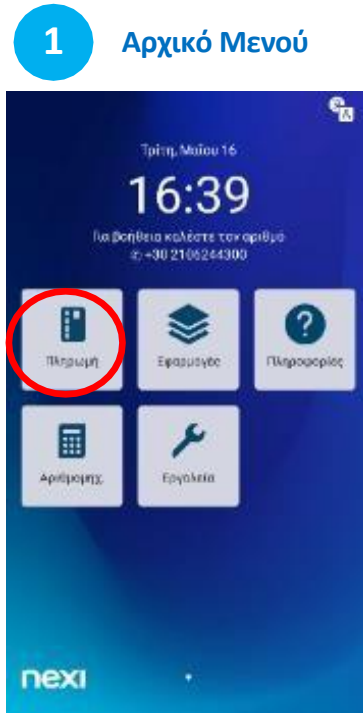 1 Αρχικό Μενού
Τρίτη, Μαΐου 16
16:39
Για βοήθεια καλέστε τον αριθμό
✆ +30 2106244300
Πληρωμή Εφαρμογές Πληροφορίες
Αριθμομηχ. Εργαλεία
nexi